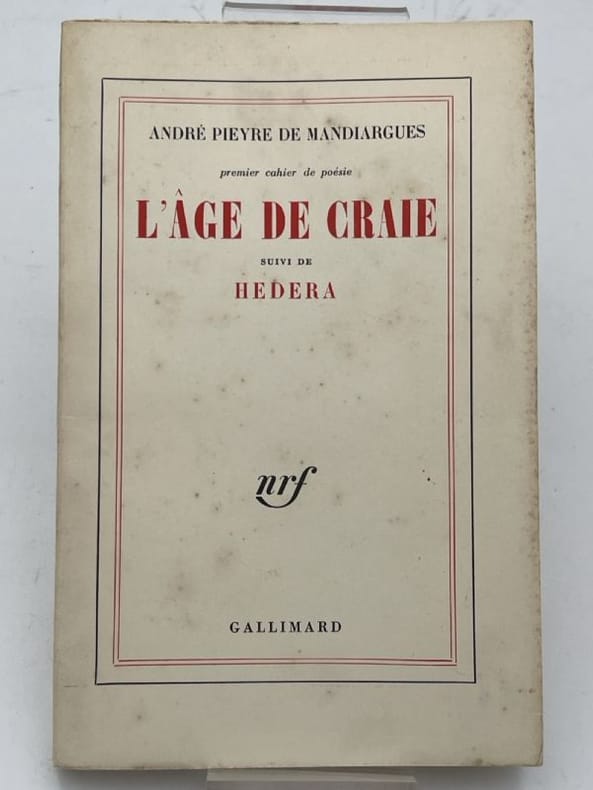 ANDRÉ PIEYRE DE MANDIARGUES
premier cahier de poésie
L'ÂGE DE CRAIE
SUIVI DE
HEDERA
nrf
GALLIMARD